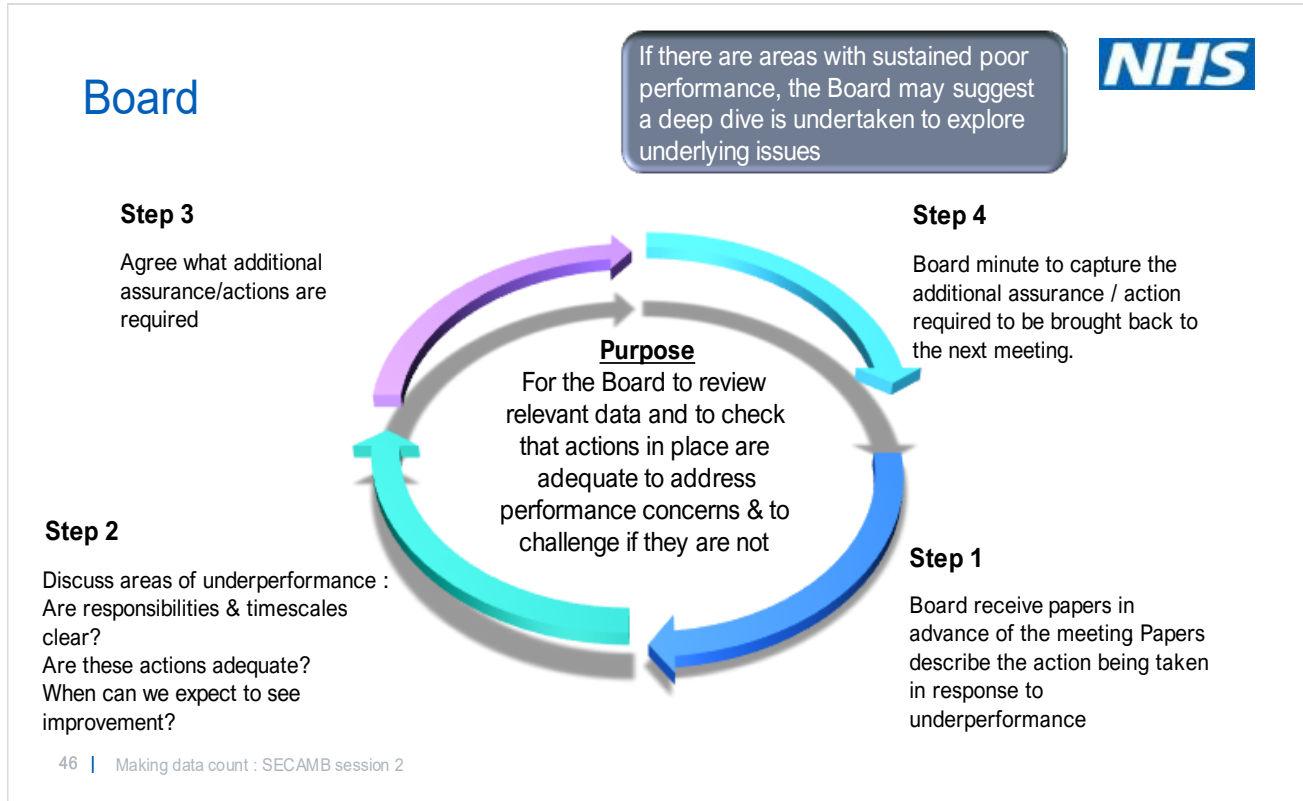 Board
If there are areas with sustained poor
performance, the Board may suggest
a deep dive is undertaken to explore
underlying issues
NHS
Step 3
Agree what additional
assurance/actions are
required
Step 4
Board minute to capture the
additional assurance / action
required to be brought back to
the next meeting.
Purpose
For the Board to review
relevant data and to check
that actions in place are
adequate to address
performance concerns & to
challenge if they are not
Step 2
Discuss areas of underperformance :
Are responsibilities & timescales
clear?
Are these actions adequate?
When can we expect to see
improvement?
Step 1
Board receive papers in
advance of the meeting Papers
describe the action being taken
in response to
underperformance
46 | Making data count : SECAMB session 2